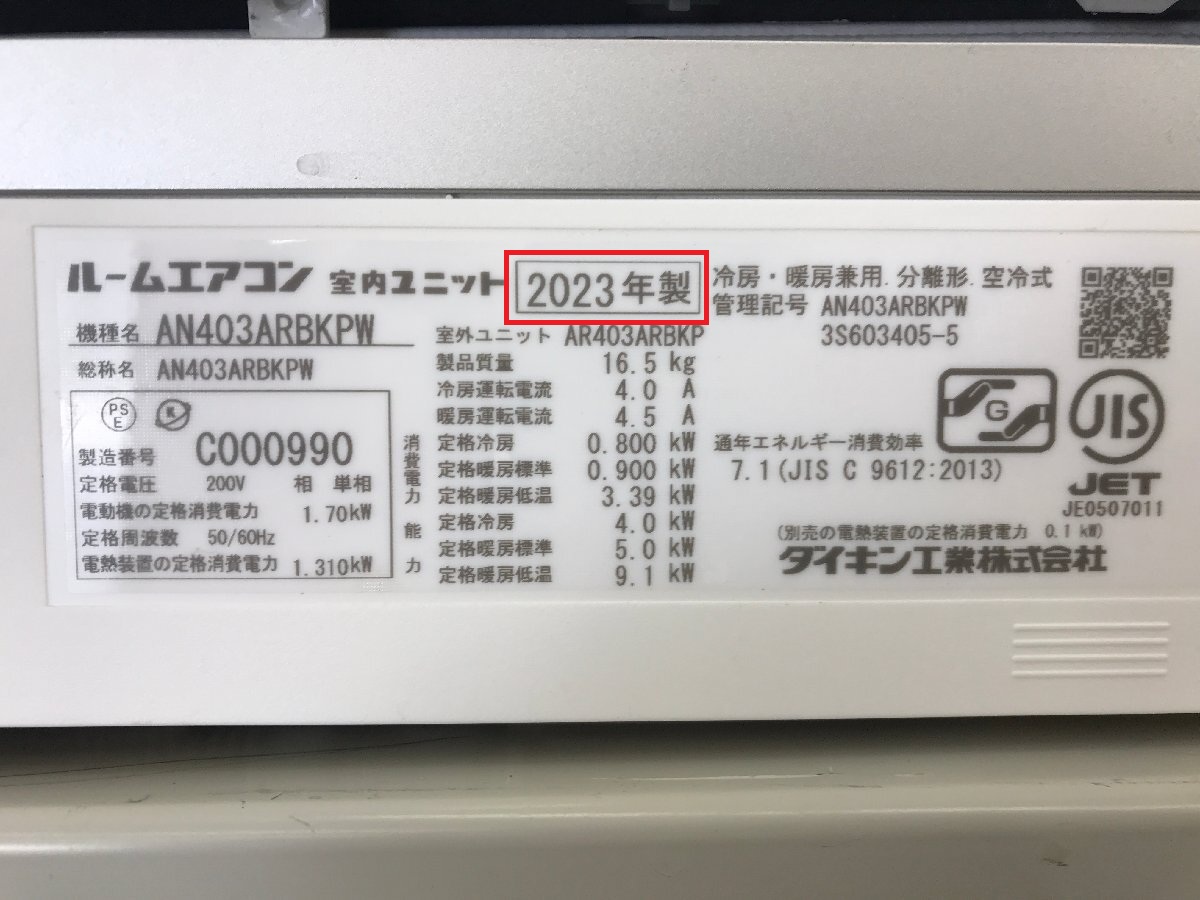 ルームエアコン 室内ユニット 2023年製
機種名 AN403ARBKPW
総称名 AN403ARBKPW
PS
E
製造番号 C000990
定格電圧 200V 相 単相
電動機の定格消費電力 1.70kW
定格周波数 50/60Hz
電熱装置の定格消費電力 1.310kW
室外ユニット AR403ARBKP
製品質量 16.5 kg
冷房運転電流 4.0 A
暖房運転電流 4.5 A
消費電力
定格冷房 0.800 kW
定格暖房標準 0.900 kW
定格暖房低温 3.39 kW
能力
定格冷房 4.0 kW
定格暖房標準 5.0 kW
定格暖房低温 9.1 kW
冷房・暖房兼用.分離形.空冷式
管理記号 AN403ARBKPW
3S603405-5
G
JIS
JET
JE0507011
通年エネルギー消費効率
7.1(JIS C 9612:2013)
(別売の電熱装置の定格消費電力 0.1 kW)
ダイキン工業株式会社